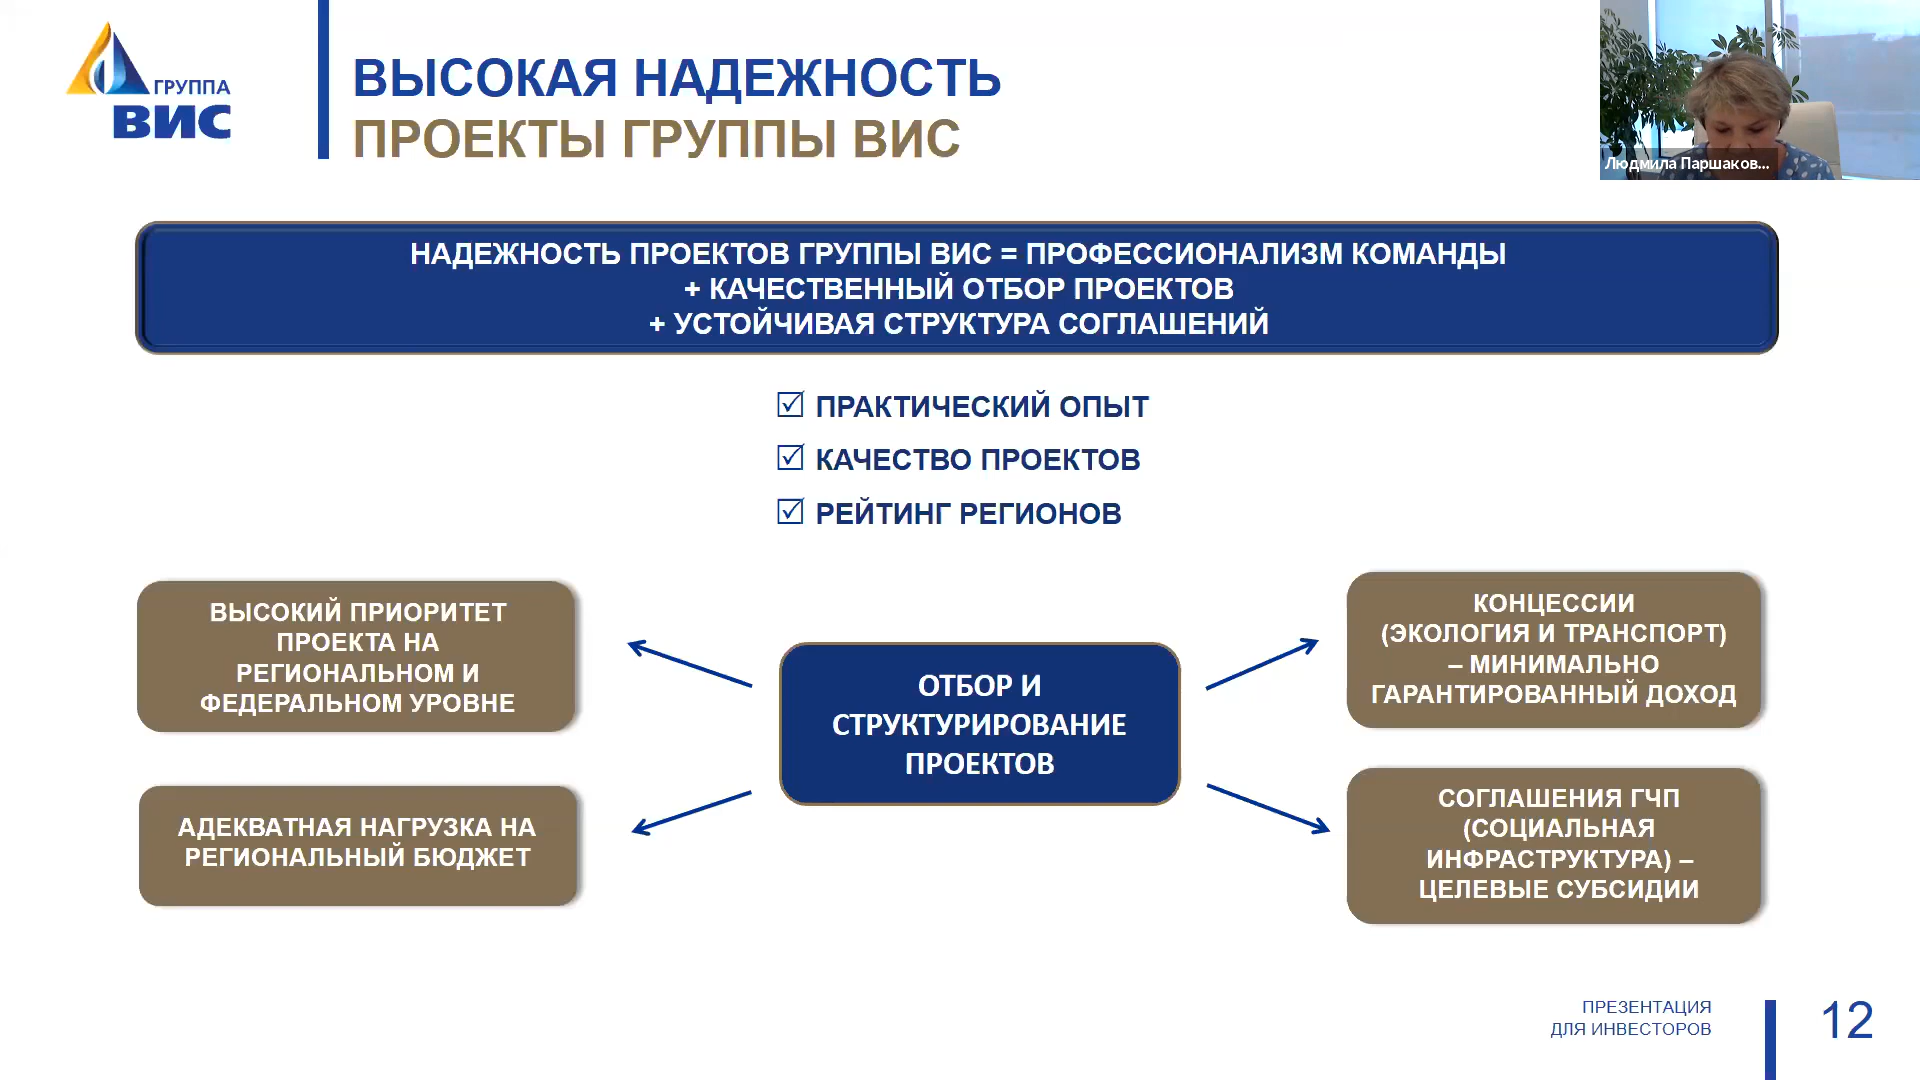 ГРУППА
ВИС
ВЫСОКАЯ НАДЕЖНОСТЬ
ПРОЕКТЫ ГРУППЫ ВИС
Людмила Паршаков...
НАДЕЖНОСТЬ ПРОЕКТОВ ГРУППЫ ВИС = ПРОФЕССИОНАЛИЗМ КОМАНДЫ
+ КАЧЕСТВЕННЫЙ ОТБОР ПРОЕКТОВ
+ УСТОЙЧИВАЯ СТРУКТУРА СОГЛАШЕНИЙ
ПРАКТИЧЕСКИЙ ОПЫТ
КАЧЕСТВО ПРОЕКТОВ
РЕЙТИНГ РЕГИОНОВ
ВЫСОКИЙ ПРИОРИТЕТ
ПРОЕКТА НА
РЕГИОНАЛЬНОМ И
ФЕДЕРАЛЬНОМ УРОВНЕ
АДЕКВАТНАЯ НАГРУЗКА НА
РЕГИОНАЛЬНЫЙ БЮДЖЕТ
ОТБОР И
СТРУКТУРИРОВАНИЕ
ПРОЕКТОВ
КОНЦЕССИИ
(ЭКОЛОГИЯ И ТРАНСПОРТ)
– МИНИМАЛЬНО
ГАРАНТИРОВАННЫЙ ДОХОД
СОГЛАШЕНИЯ ГЧП
(СОЦИАЛЬНАЯ
ИНФРАСТРУКТУРА) –
ЦЕЛЕВЫЕ СУБСИДИИ
ПРЕЗЕНТАЦИЯ
ДЛЯ ИНВЕСТОРОВ
12